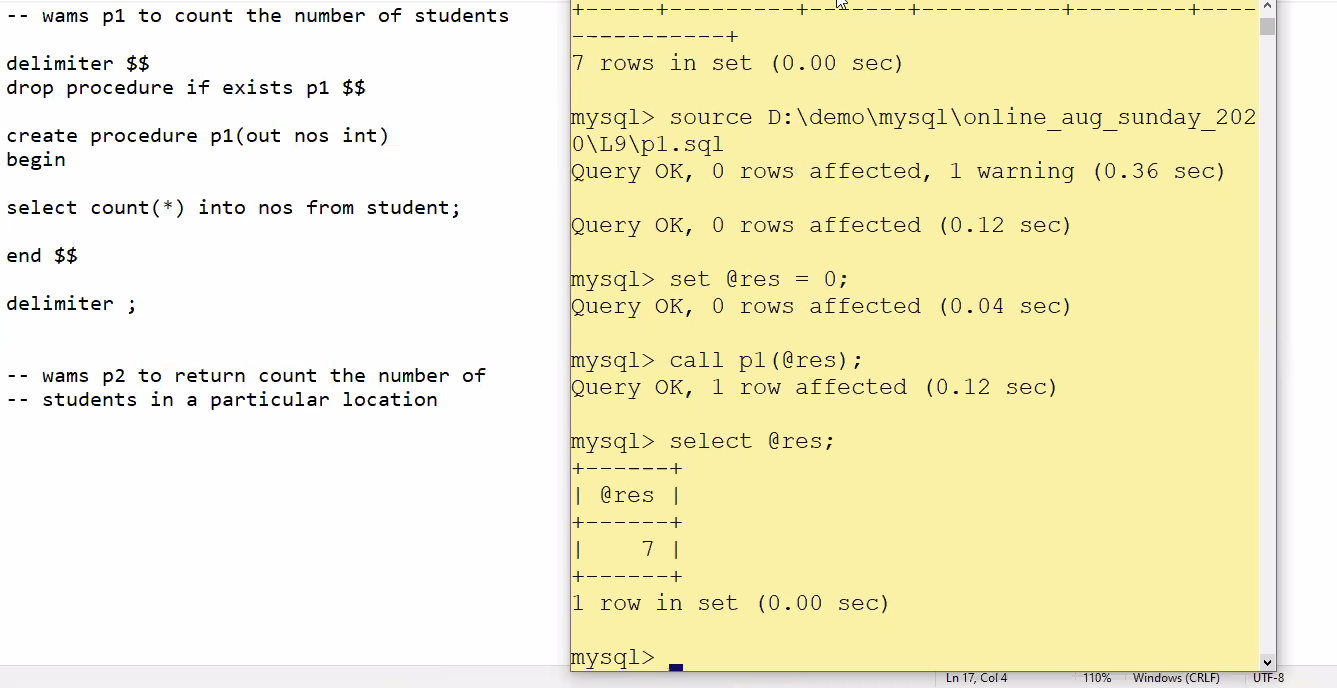 -- wams p1 to count the number of students
delimiter $$
drop procedure if exists p1 $$
create procedure p1(out nos int)
begin
select count(*) into nos from student;
end $$
delimiter ;
-- wams p2 to return count the number of
-- students in a particular location
+-----+---------+-------+----------+--------+----
-----------+
7 rows in set (0.00 sec)
mysql> source D:\demo\mysql\online_aug_sunday_202
0\L9\p1.sql
Query OK, 0 rows affected, 1 warning (0.36 sec)
Query OK, 0 rows affected (0.12 sec)
mysql> set @res = 0;
Query OK, 0 rows affected (0.04 sec)
mysql> call p1(@res);
Query OK, 1 row affected (0.12 sec)
mysql> select @res;
+------+
| @res |
+------+
|    7 |
+------+
1 row in set (0.00 sec)
mysql>
Ln 17, Col 4 110% Windows (CRLF) UTF-8